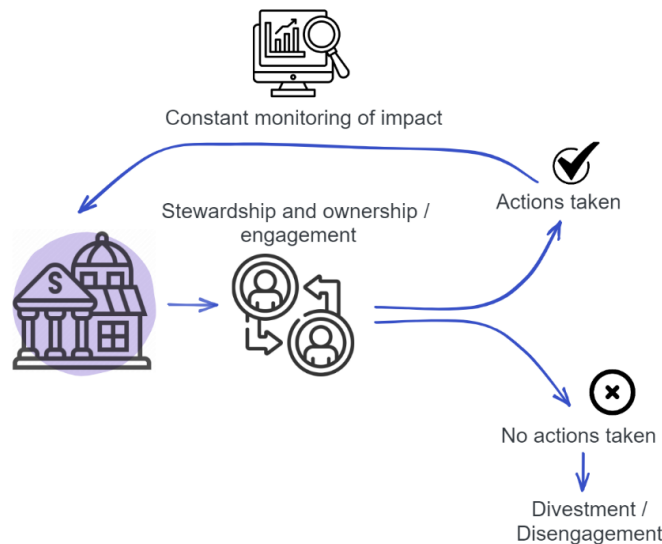 Constant monitoring of impact
Actions taken
Stewardship and ownership /
engagement
$
No actions taken
Divestment /
Disengagement